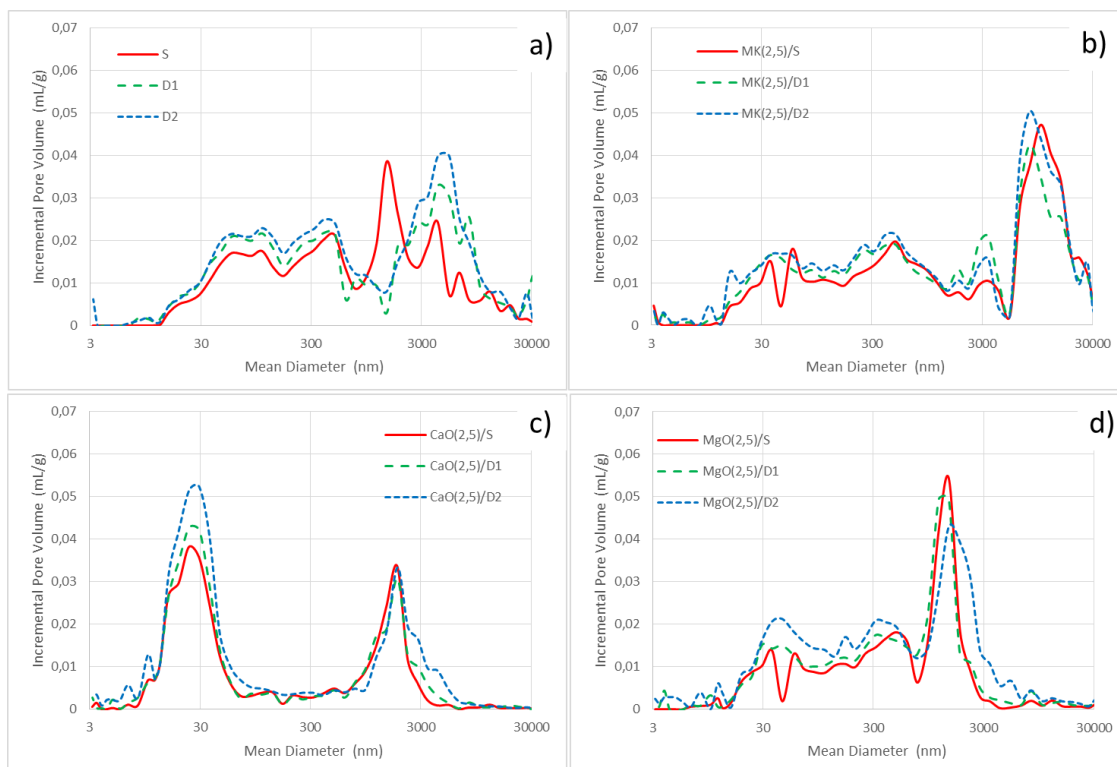 a)
0,07
0,06
0,05
0,04
0,03
0,02
0,01
0
Incremental Pore Volume (mL/g)
S
D1
D2
3
30
300
3000
30000
Mean Diameter (nm)
b)
0,07
0,06
0,05
0,04
0,03
0,02
0,01
0
Incremental Pore Volume (mL/g)
MK(2,5)/S
MK(2,5)/D1
MK(2,5)/D2
3
30
300
3000
30000
Mean Diameter (nm)
c)
0,07
0,06
0,05
0,04
0,03
0,02
0,01
0
Incremental Pore Volume (mL/g)
CaO(2,5)/S
CaO(2,5)/D1
CaO(2,5)/D2
3
30
300
3000
30000
Mean Diameter (nm)
d)
0,07
0,06
0,05
0,04
0,03
0,02
0,01
0
Incremental Pore Volume (mL/g)
MgO(2,5)/S
MgO(2,5)/D1
MgO(2,5)/D2
3
30
300
3000
30000
Mean Diameter (nm)